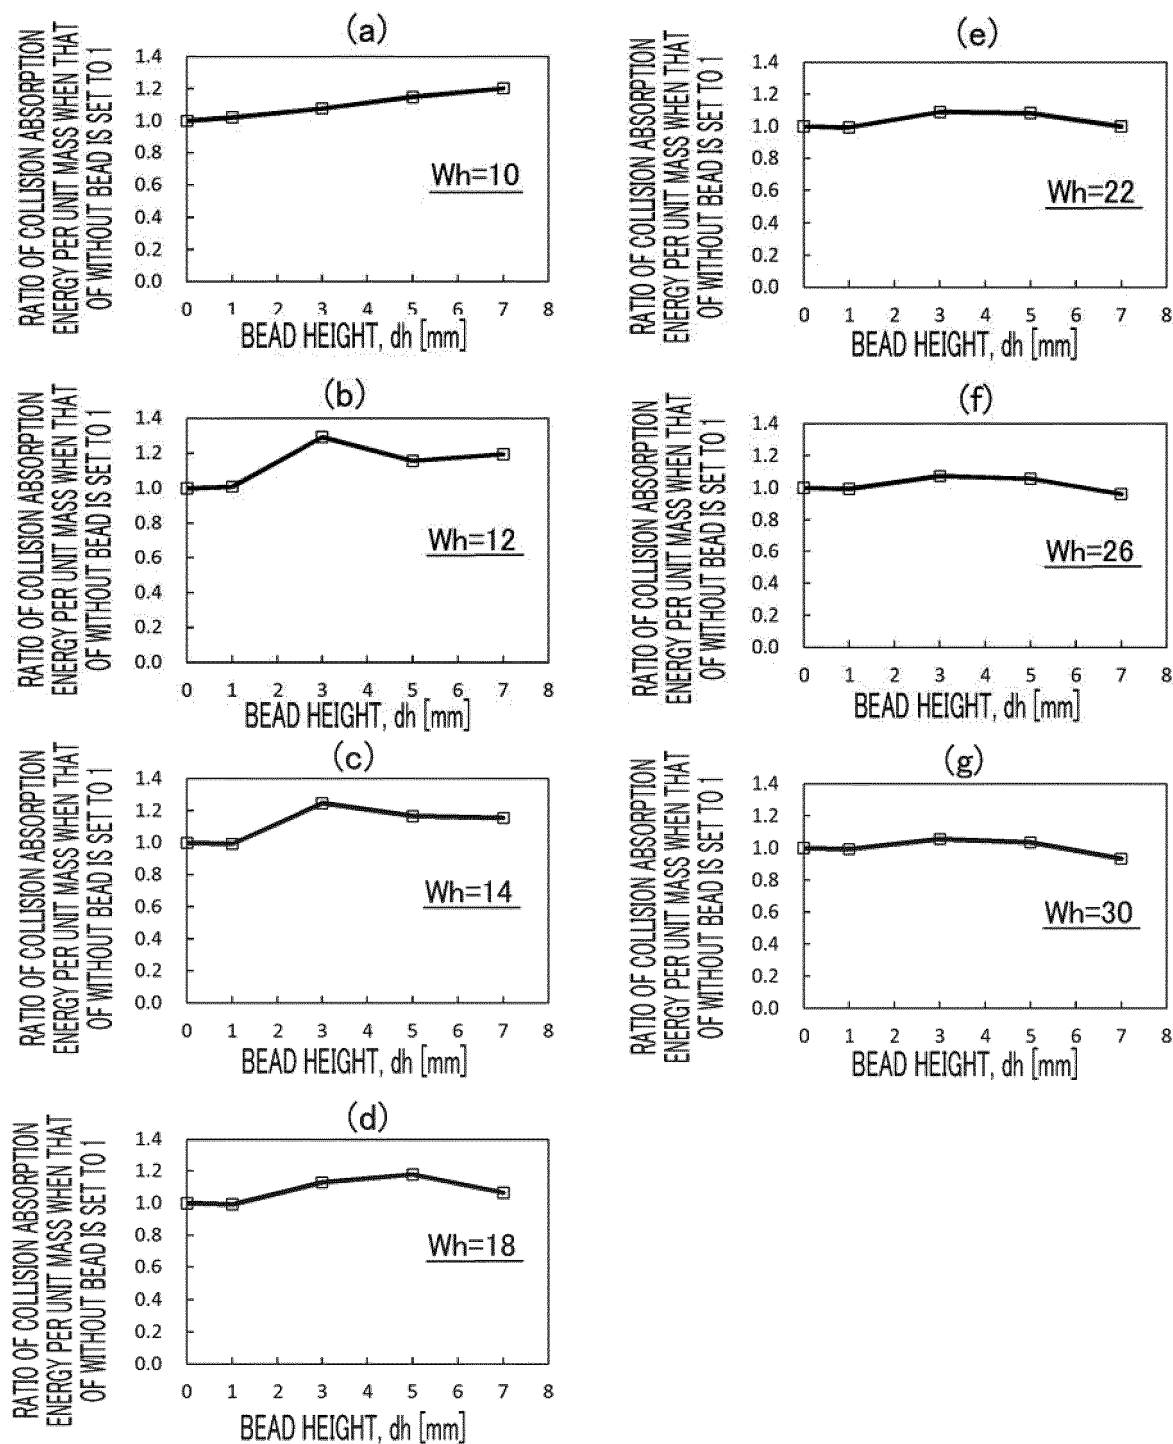 (a)
RATIO OF COLLISION ABSORPTION
ENERGY PER UNIT MASS WHEN THAT
OF WITHOUT BEAD IS SET TO 1
1.4
1.2
1.0
0.8
0.6
0.4
0.2
0.0
Wh=10
0 1 2 3 4 5 6 7 8
BEAD HEIGHT, dh [mm]
(b)
RATIO OF COLLISION ABSORPTION
ENERGY PER UNIT MASS WHEN THAT
OF WITHOUT BEAD IS SET TO 1
1.4
1.2
1.0
0.8
0.6
0.4
0.2
0.0
Wh=12
0 1 2 3 4 5 6 7 8
BEAD HEIGHT, dh [mm]
(c)
RATIO OF COLLISION ABSORPTION
ENERGY PER UNIT MASS WHEN THAT
OF WITHOUT BEAD IS SET TO 1
1.4
1.2
1.0
0.8
0.6
0.4
0.2
0.0
Wh=14
0 1 2 3 4 5 6 7 8
BEAD HEIGHT, dh [mm]
(d)
RATIO OF COLLISION ABSORPTION
ENERGY PER UNIT MASS WHEN THAT
OF WITHOUT BEAD IS SET TO 1
1.4
1.2
1.0
0.8
0.6
0.4
0.2
0.0
Wh=18
0 1 2 3 4 5 6 7 8
BEAD HEIGHT, dh [mm]
(e)
RATIO OF COLLISION ABSORPTION
ENERGY PER UNIT MASS WHEN THAT
OF WITHOUT BEAD IS SET TO 1
1.4
1.2
1.0
0.8
0.6
0.4
0.2
0.0
Wh=22
0 1 2 3 4 5 6 7 8
BEAD HEIGHT, dh [mm]
(f)
RATIO OF COLLISION ABSORPTION
ENERGY PER UNIT MASS WHEN THAT
OF WITHOUT BEAD IS SET TO 1
1.4
1.2
1.0
0.8
0.6
0.4
0.2
0.0
Wh=26
0 1 2 3 4 5 6 7 8
BEAD HEIGHT, dh [mm]
(g)
RATIO OF COLLISION ABSORPTION
ENERGY PER UNIT MASS WHEN THAT
OF WITHOUT BEAD IS SET TO 1
1.4
1.2
1.0
0.8
0.6
0.4
0.2
0.0
Wh=30
0 1 2 3 4 5 6 7 8
BEAD HEIGHT, dh [mm]